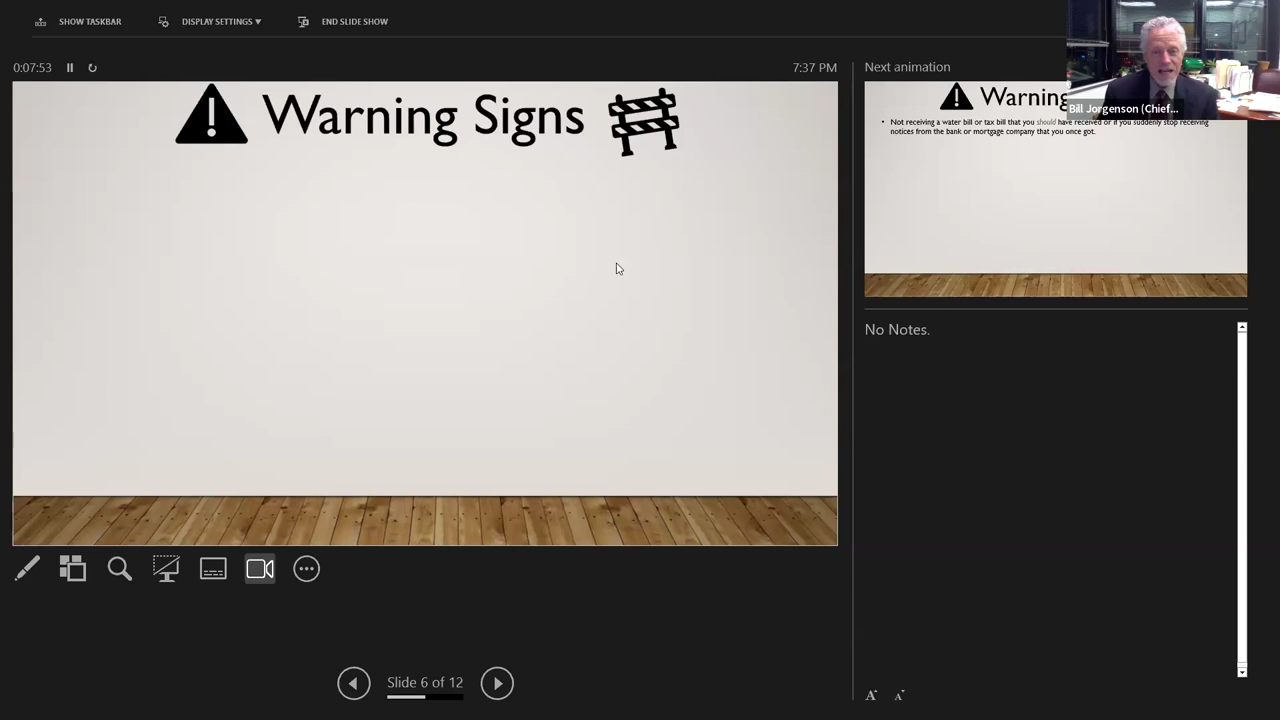 SHOW TASKBAR
DISPLAY SETTINGS ▼
END SLIDE SHOW
0:07:53
7:37 PM
Next animation
Warning Signs
Warning
Bill Jorgenson (Chief...
• Not receiving a water bill or tax bill that you should have received or if you suddenly stop receiving
notices from the bank or mortgage company that you once got.
No Notes.
Slide 6 of 12
A A